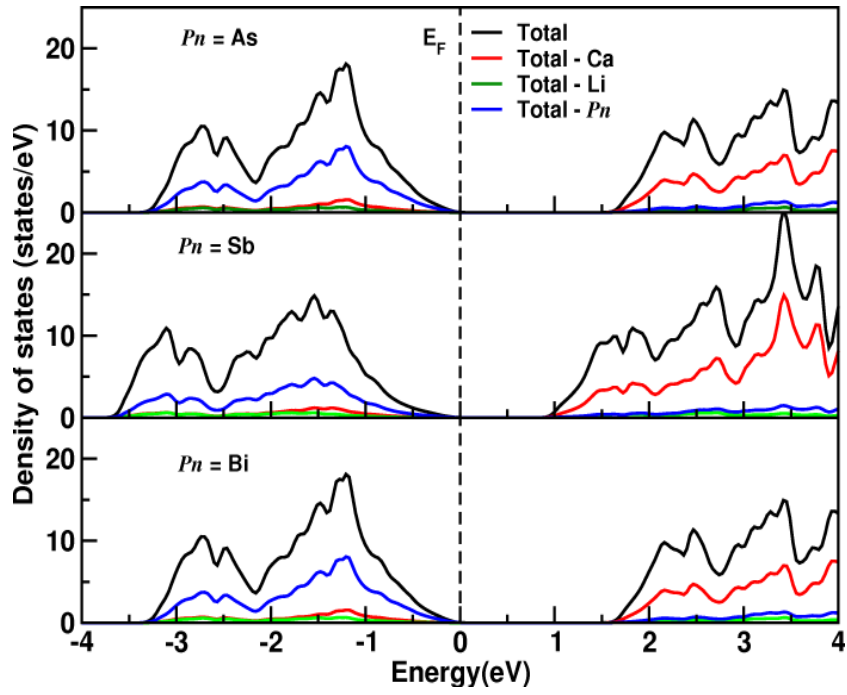 Pn = As
E_F
Total
Total - Ca
Total - Li
Total - Pn
20
10
0
Pn = Sb
20
10
0
Pn = Bi
20
10
0
-4 -3 -2 -1 0 1 2 3 4
Energy(eV)
Density of states (states/eV)